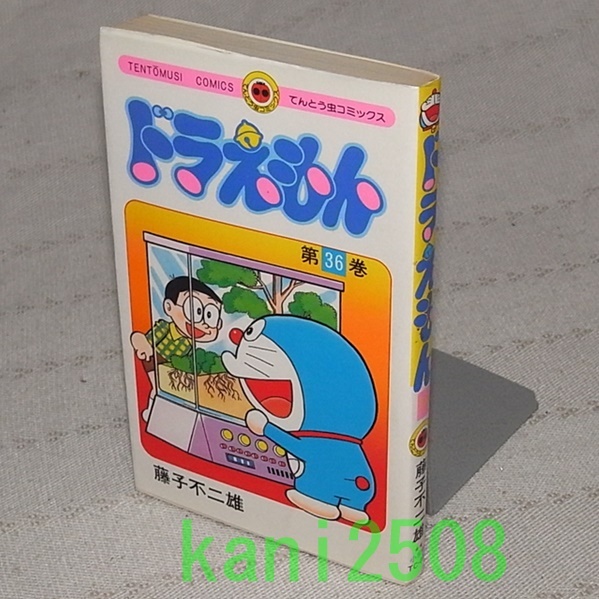 TENTŌMUSI COMICS てんとう虫コミックス
ドラえもん
第36巻
藤子不二雄
ドラえもん
藤子不二雄
kani2508